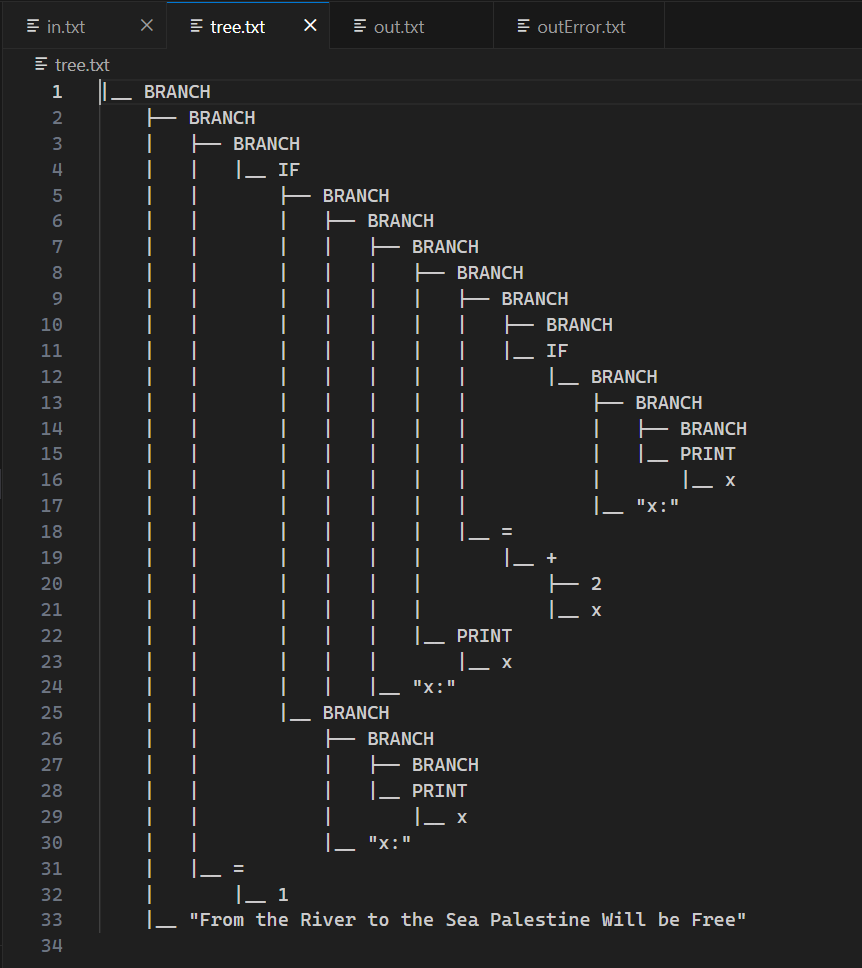 in.txt × tree.txt × out.txt outError.txt
tree.txt
1 |__ BRANCH
2     ├── BRANCH
3     |   ├── BRANCH
4     |   |   |__ IF
5     |   |       ├── BRANCH
6     |   |       |   ├── BRANCH
7     |   |       |   |   ├── BRANCH
8     |   |       |   |   |   ├── BRANCH
9     |   |       |   |   |   |   ├── BRANCH
10     |   |       |   |   |   |   |   ├── BRANCH
11     |   |       |   |   |   |   |   |__ IF
12     |   |       |   |   |   |   |       |__ BRANCH
13     |   |       |   |   |   |   |           ├── BRANCH
14     |   |       |   |   |   |   |           |   ├── BRANCH
15     |   |       |   |   |   |   |           |   |__ PRINT
16     |   |       |   |   |   |   |           |       |__ x
17     |   |       |   |   |   |   |           |__ "x:"
18     |   |       |   |   |   |   |__ =
19     |   |       |   |   |   |       |__ +
20     |   |       |   |   |   |           ├── 2
21     |   |       |   |   |   |           |__ x
22     |   |       |   |   |   |__ PRINT
23     |   |       |   |   |       |__ x
24     |   |       |   |   |__ "x:"
25     |   |       |__ BRANCH
26     |   |           ├── BRANCH
27     |   |           |   ├── BRANCH
28     |   |           |   |__ PRINT
29     |   |           |       |__ x
30     |   |           |__ "x:"
31     |   |__ =
32     |       |__ 1
33     |__ "From the River to the Sea Palestine Will be Free"
34